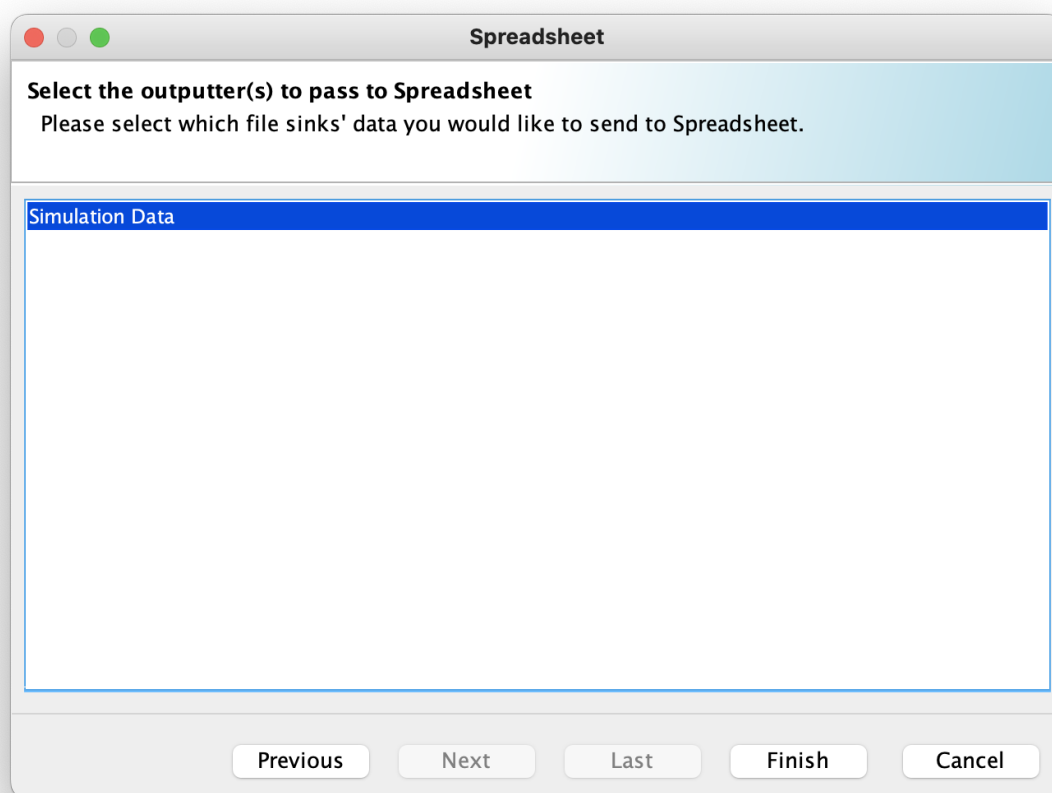 Spreadsheet
Select the outputter(s) to pass to Spreadsheet
Please select which file sinks' data you would like to send to Spreadsheet.
Simulation Data
Previous
Next
Last
Finish
Cancel